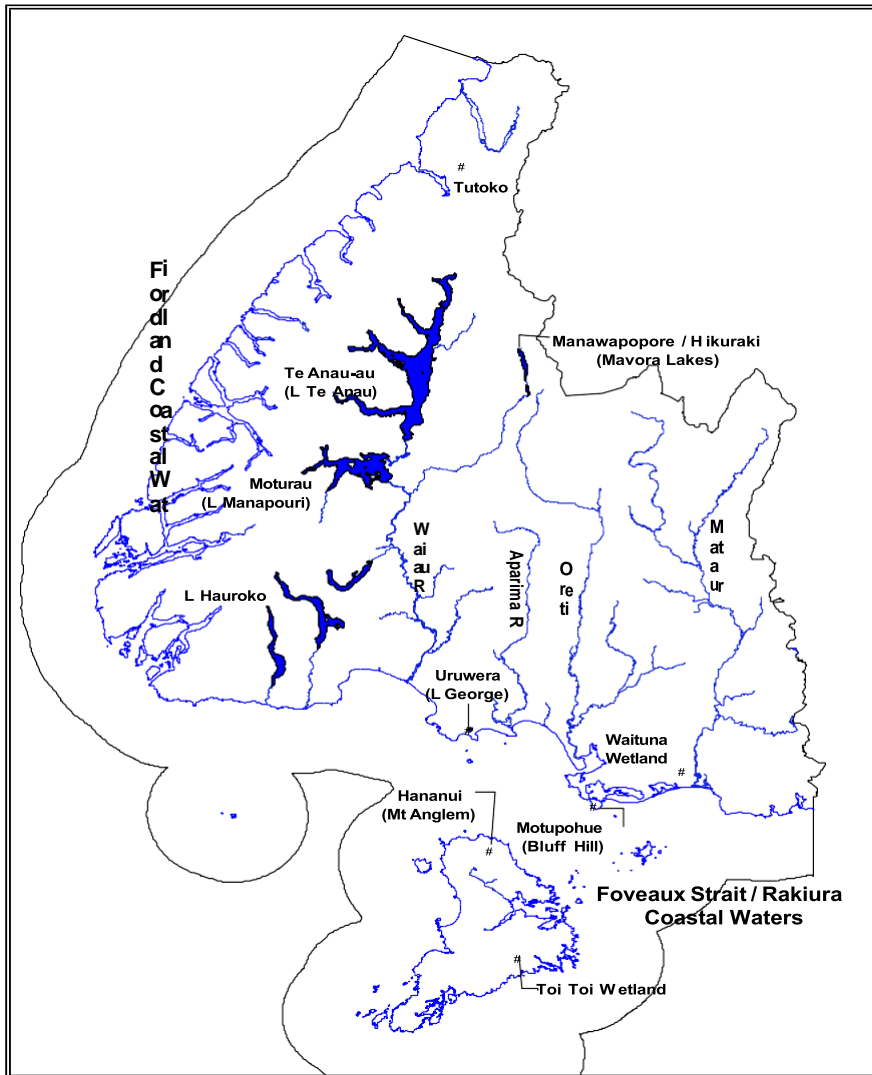 Tutoko
Fiordland Coastal Wat
Manawapopore / Hikuraki
(Mavora Lakes)
Te Anau-au
(L Te Anau)
Moturau
(L Manapouri)
Waiau R
Aparima R
Oreti
Mataur
L Hauroko
Uruwera
(L George)
Waituna
Wetland
Hananui
(Mt Anglem)
Motupohue
(Bluff Hill)
Foveaux Strait / Rakiura
Coastal Waters
Toi Toi Wetland